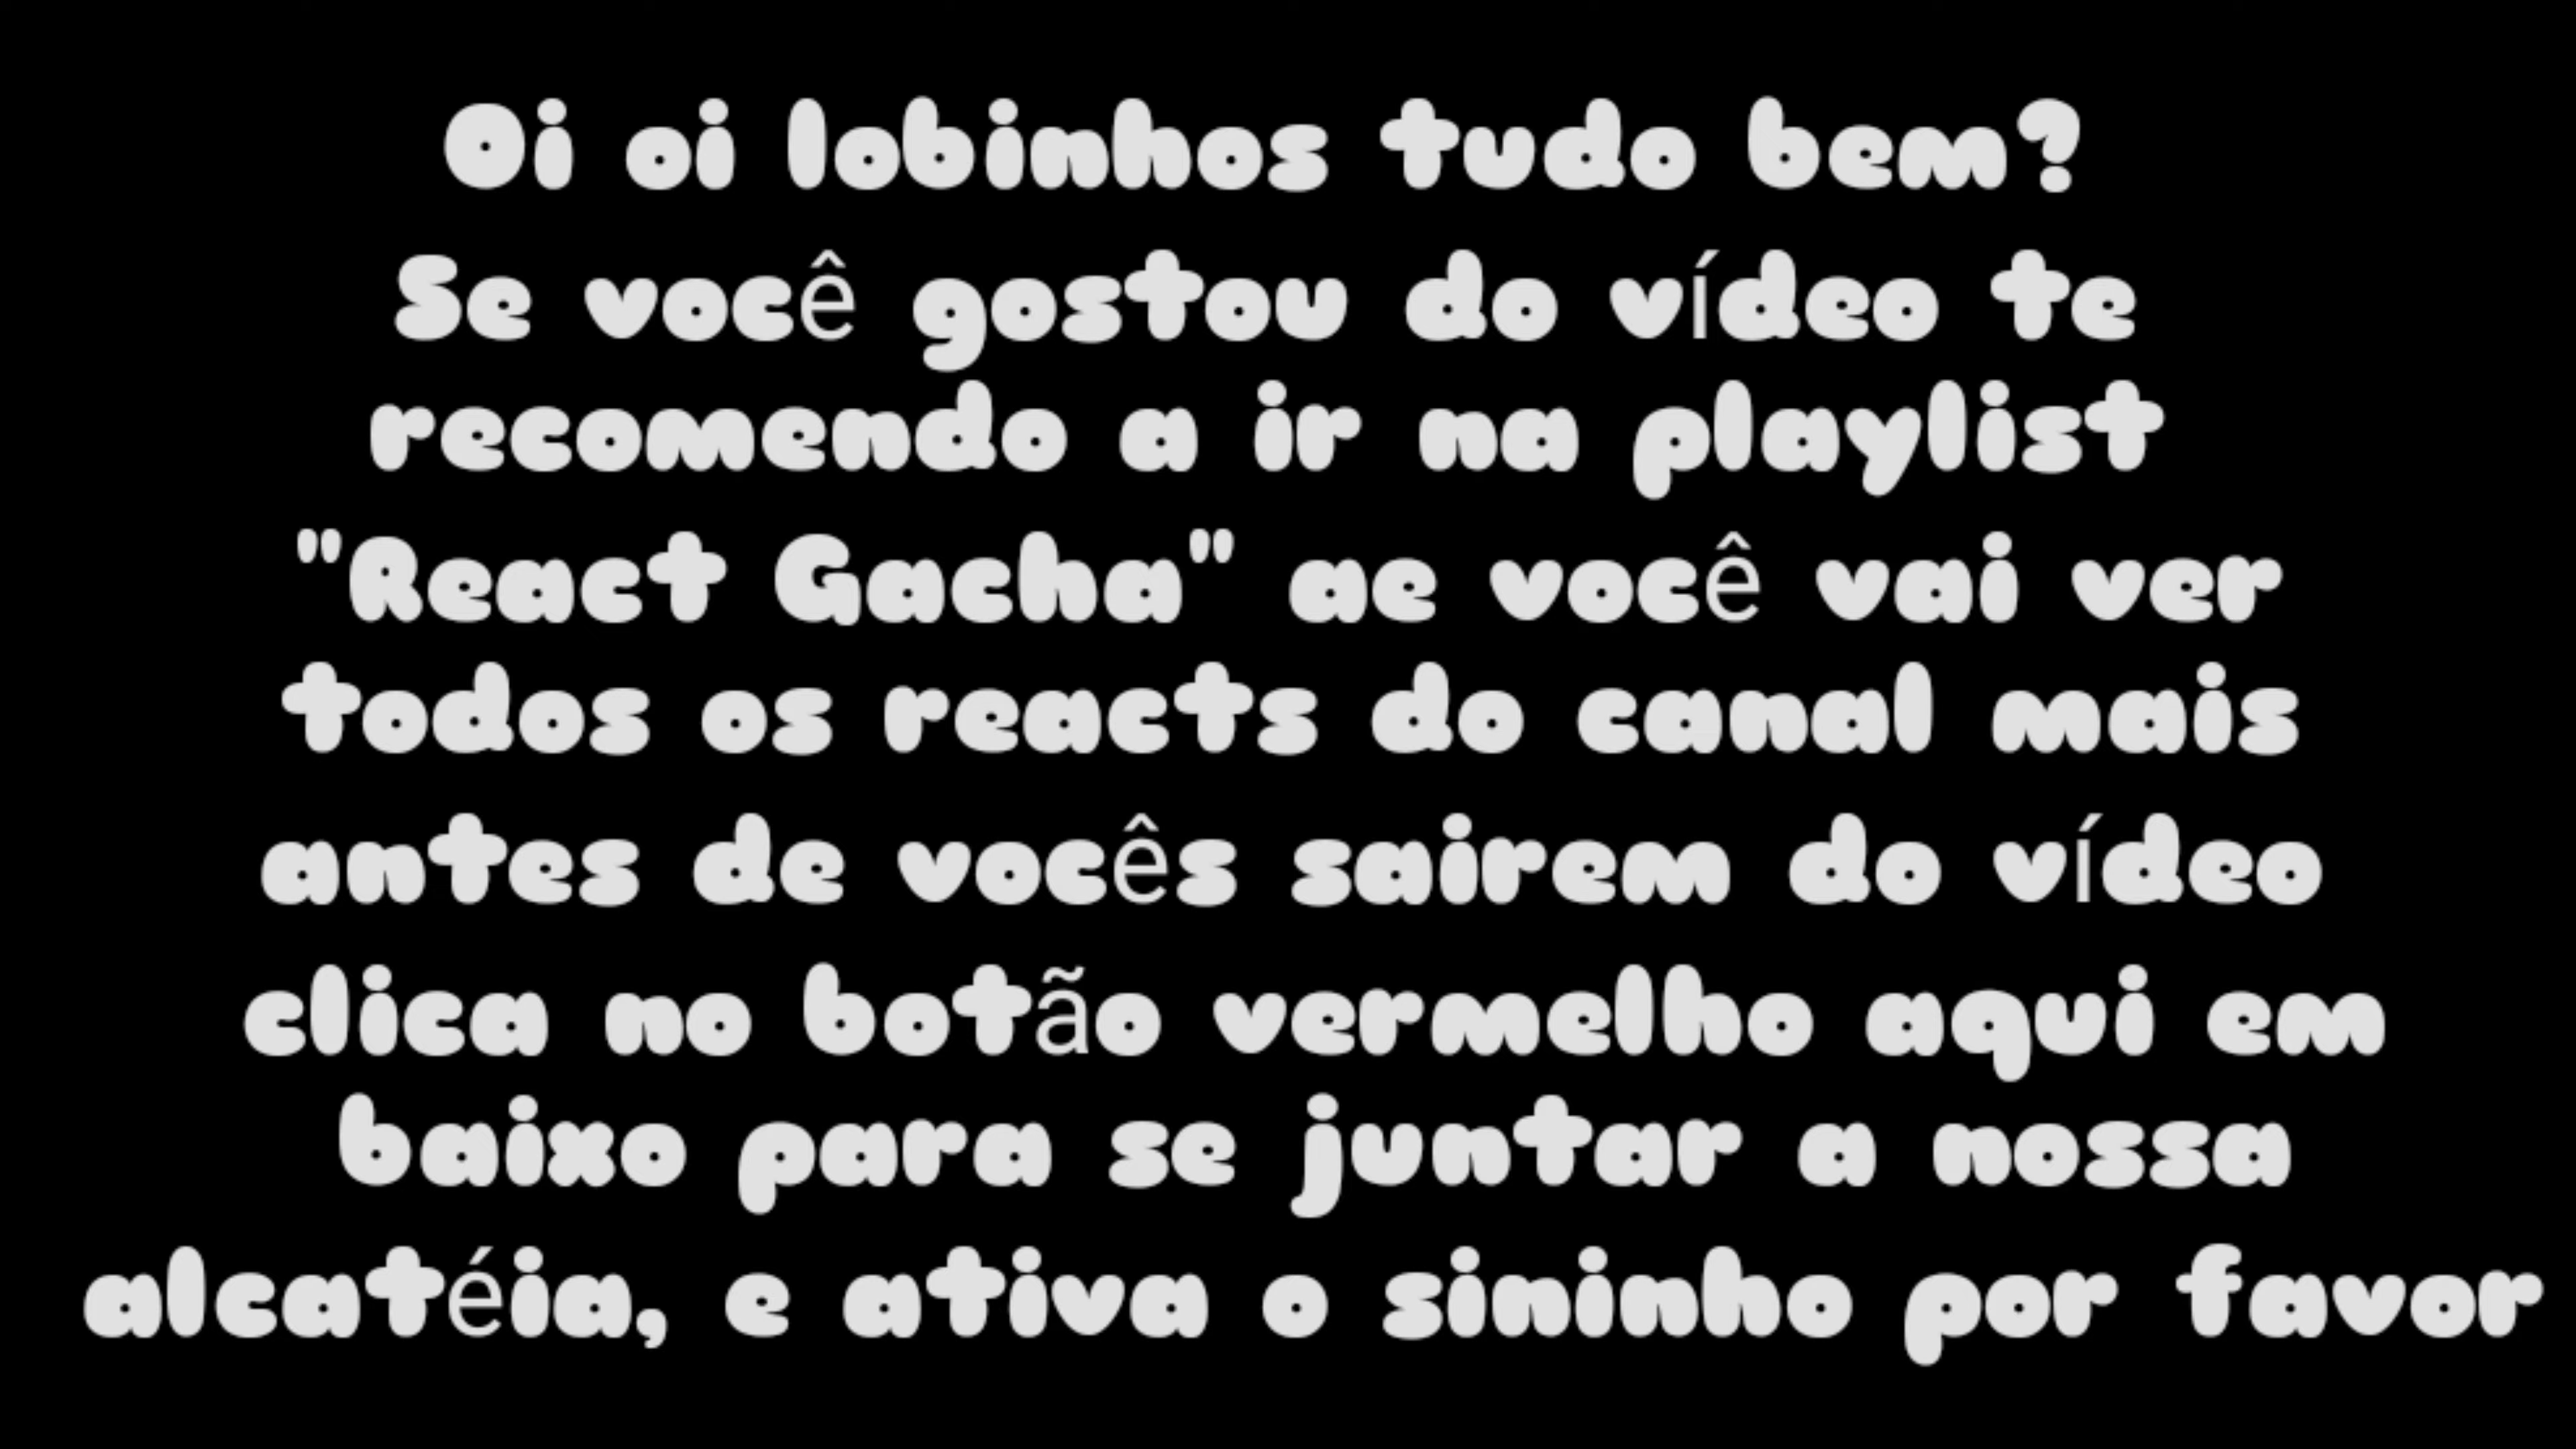 Oi oi lobinhos tudo bem?
Se você gostou do vídeo te
recomendo a ir na playlist
"React Gacha" ae você vai ver
todos os reacts do canal mais
antes de vocês sairem do vídeo
clica no botão vermelho aqui em
baixo para se juntar a nossa
alcatéia, e ativa o sininho por favor